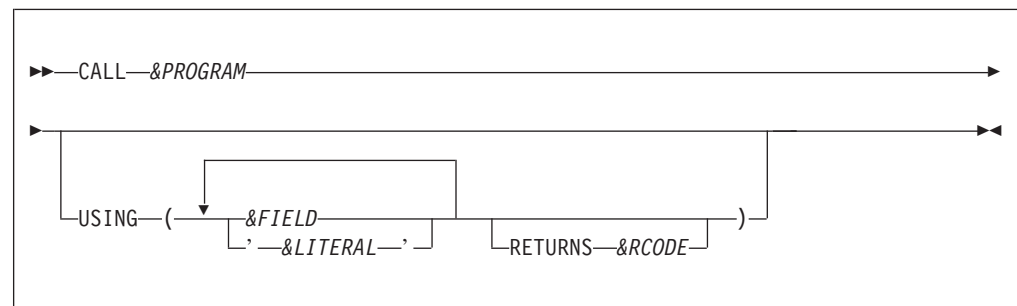 CALL &PROGRAM
USING ( &FIELD
' &LITERAL ' RETURNS &RCODE )